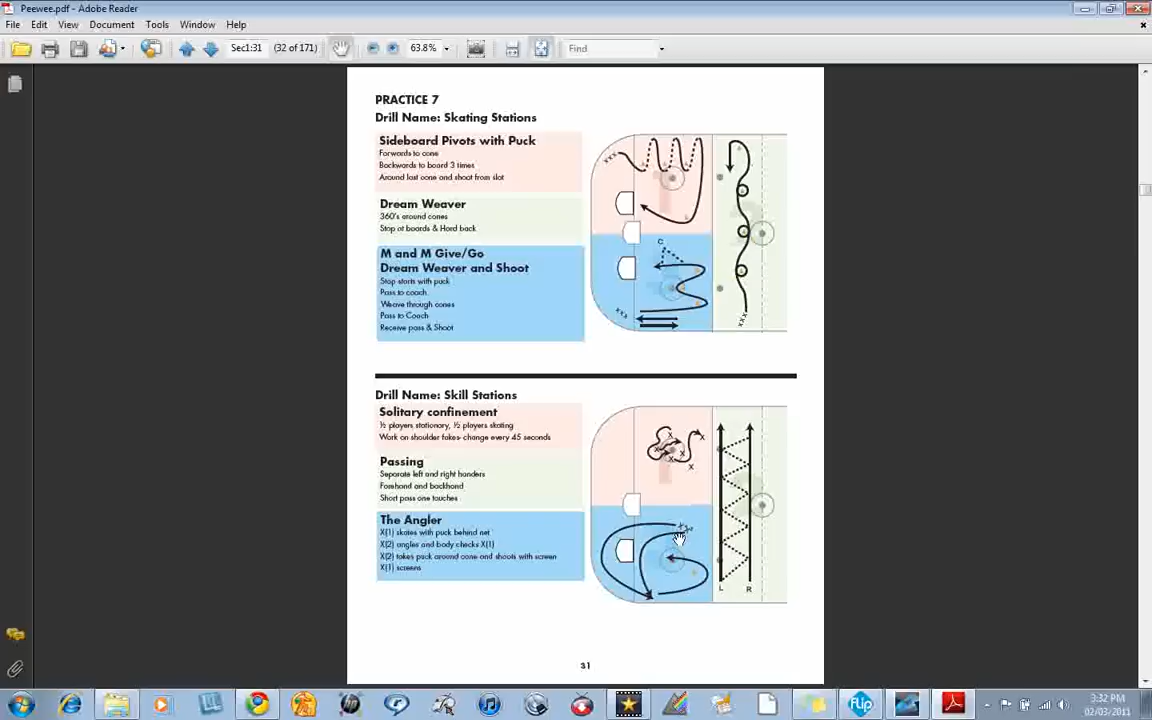 Peewee.pdf - Adobe Reader
File Edit View Document Tools Window Help
Sec1:31 (32 of 171) 63.8% Find
PRACTICE 7
Drill Name: Skating Stations
Sideboard Pivots with Puck
Forwards to cone
Backwards to board 3 times
Around last cone and shoot from slot
Dream Weaver
360's around cones
Stop at boards & Hard back
M and M Give/Go
Dream Weaver and Shoot
Stop starts with puck
Pass to coach
Weave through cones
Pass to Coach
Receive pass & Shoot
XXX
C
XXX
XXX
Drill Name: Skill Stations
Solitary confinement
½ players stationary, ½ players skating
Work on shoulder fakes- change every 45 seconds
Passing
Separate left and right handers
Forehand and backhand
Short pass one touches
The Angler
X(1) skates with puck behind net
X(2) angles and body checks X(1)
X(2) takes puck around cone and shoots with screen
X(1) screens
L R
31
flip
3:32 PM
02/03/2011